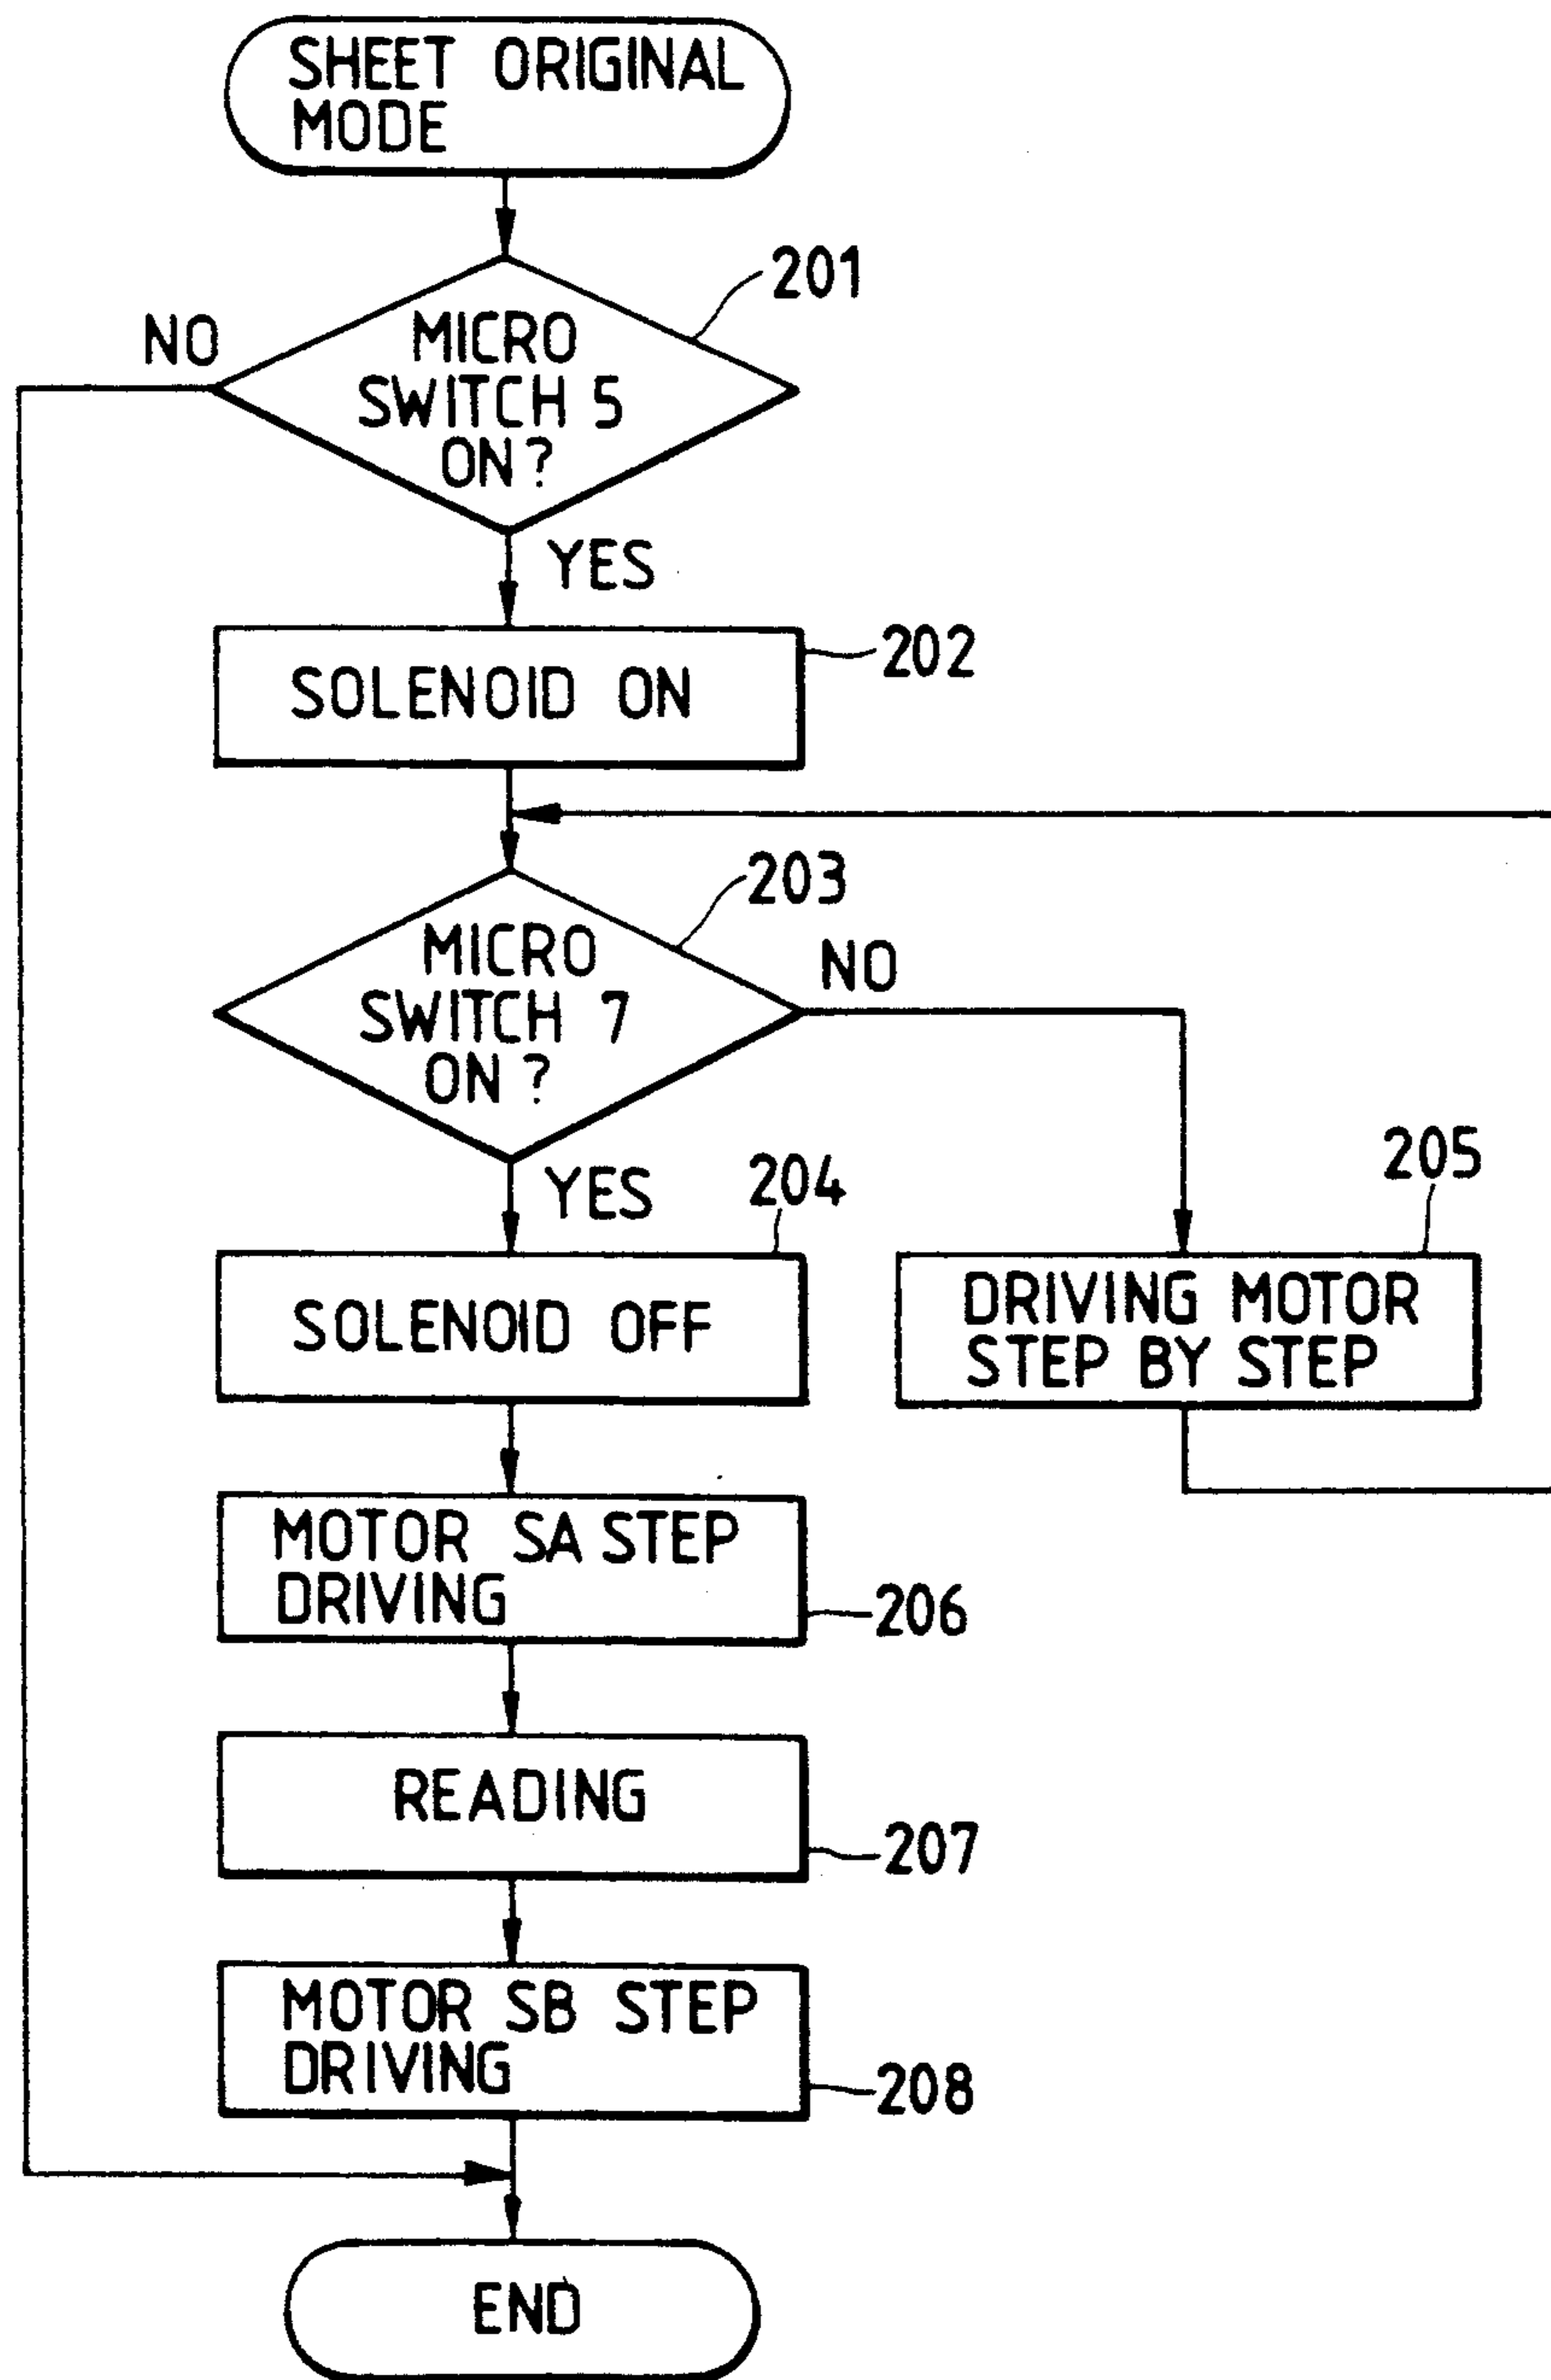 SHEET ORIGINAL
MODE
201
NO
MICRO
SWITCH 5
ON?
YES
202
SOLENOID ON
203
MICRO
SWITCH 7
ON?
NO
YES
204
205
SOLENOID OFF
DRIVING MOTOR
STEP BY STEP
MOTOR SA STEP
DRIVING
206
READING
207
MOTOR SB STEP
DRIVING
208
END